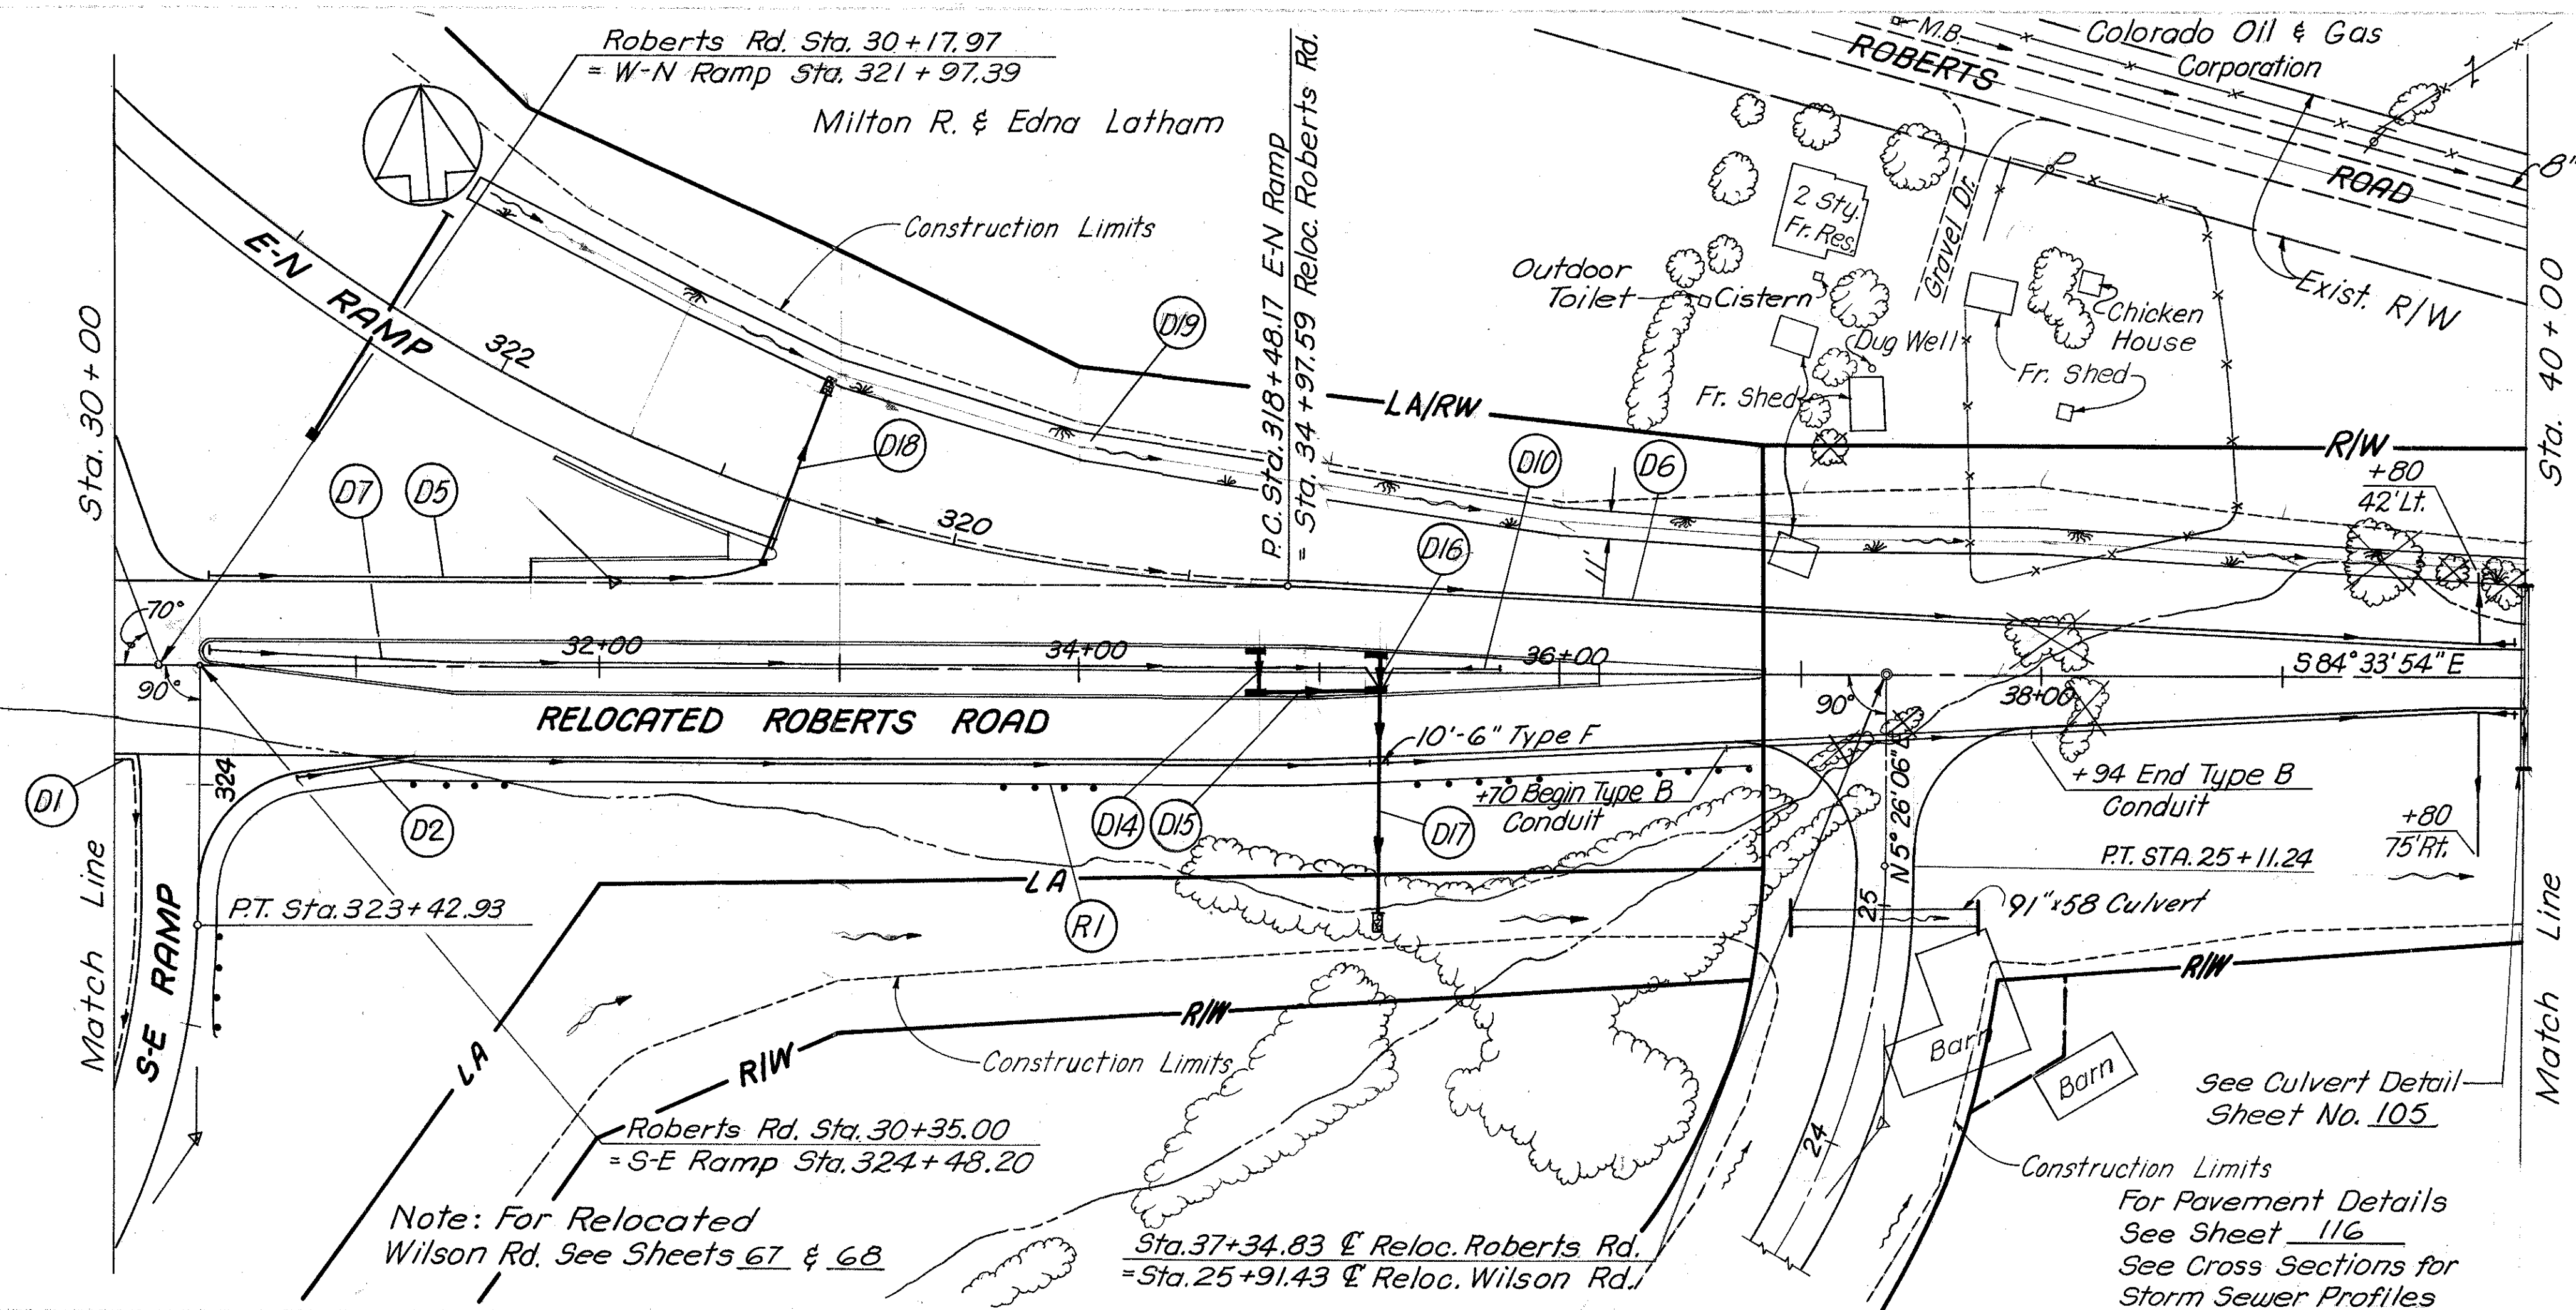 Roberts Rd. Sta. 30+17.97
= W-N Ramp Sta. 321+97.39
Milton R. & Edna Latham
M.B.
Colorado Oil & Gas
Corporation
ROBERTS
ROAD
8"
P
Construction Limits
P.C. Sta. 318+48.17 E-N Ramp
= Sta. 34+97.59 Reloc. Roberts Rd.
2 Sty.
Fr. Res.
Gravel Dr.
Outdoor
Toilet
Cistern
Dug Well
Fr. Shed
Chicken
House
Fr. Shed
Exist. R/W
Sta. 30+00
Sta. 40+00
E-N RAMP
322
320
D19
D18
D7
D5
D10
D6
D16
LA/RW
R/W
+80
42' Lt.
11'
70°
90°
32+00
34+00
36+00
38+00
S 84° 33' 54" E
90°
RELOCATED ROBERTS ROAD
10'-6" Type F
+70 Begin Type B
Conduit
N 5° 26' 06" E
+94 End Type B
Conduit
+80
75' Rt.
D1
324
D2
D14
D15
D17
P.T. STA. 25+11.24
LA
R1
25
91"x58 Culvert
P.T. Sta. 323+42.93
S-E RAMP
Match Line
Match Line
R/W
R/W
R/W
LA
Construction Limits
Barn
Barn
See Culvert Detail
Sheet No. 105
24
Roberts Rd. Sta. 30+35.00
= S-E Ramp Sta. 324+48.20
Construction Limits
Note: For Relocated
Wilson Rd. See Sheets 67 & 68
Sta. 37+34.83 ℄ Reloc. Roberts Rd.
= Sta. 25+91.43 ℄ Reloc. Wilson Rd.
For Pavement Details
See Sheet 116
See Cross Sections for
Storm Sewer Profiles